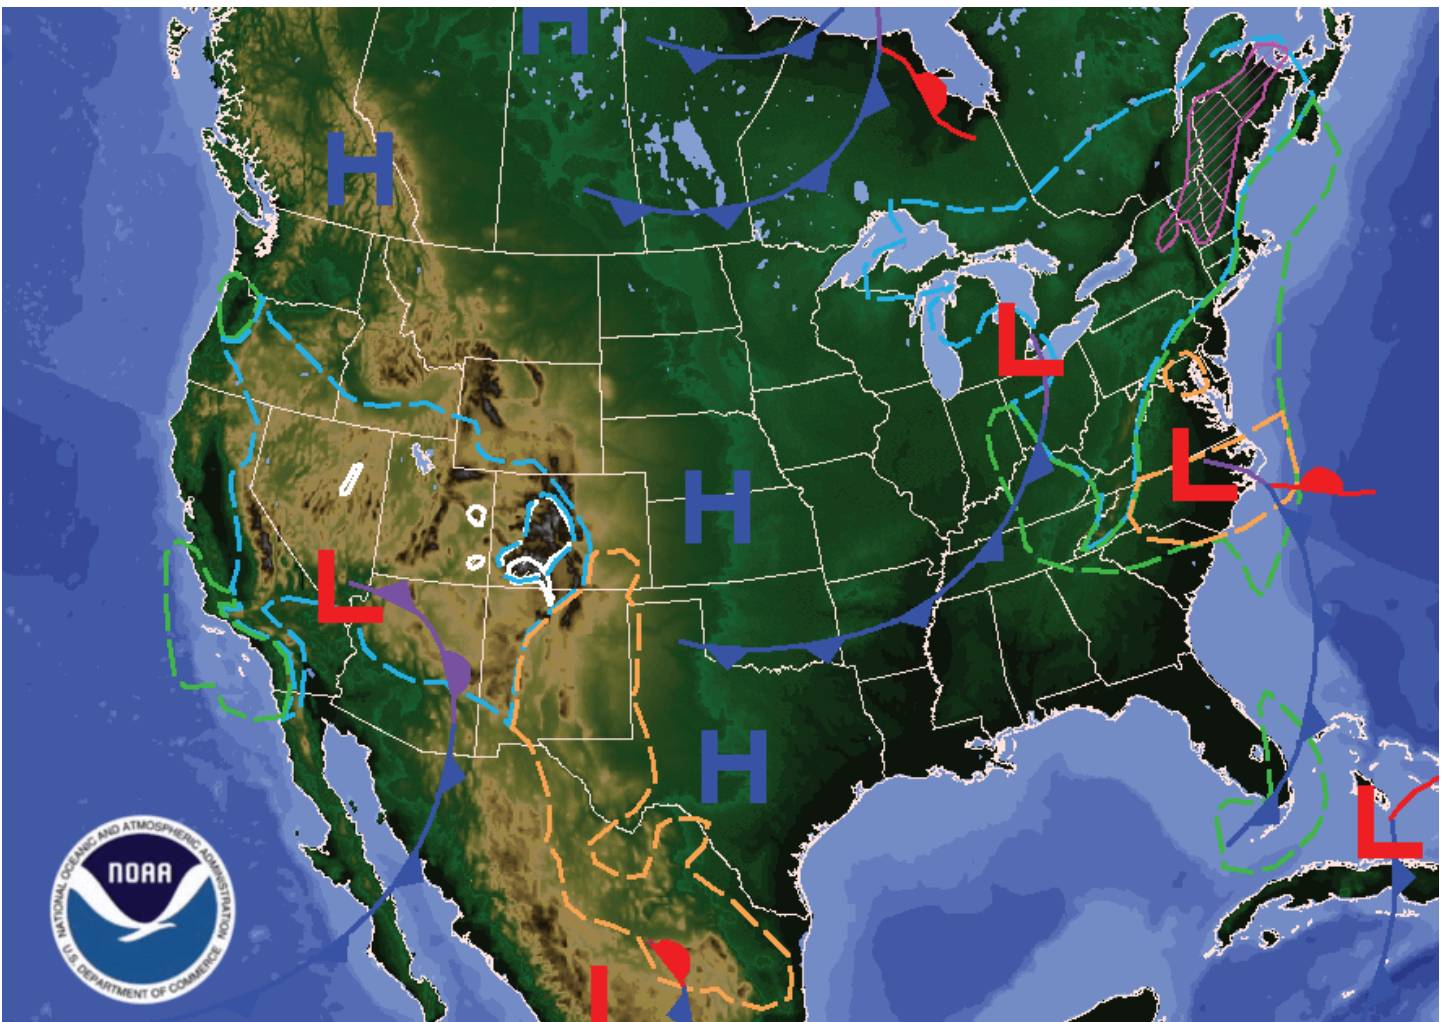 H
H
L
L
H
L
H
L
L
NOAA
NATIONAL OCEANIC AND ATMOSPHERIC ADMINISTRATION
U.S. DEPARTMENT OF COMMERCE